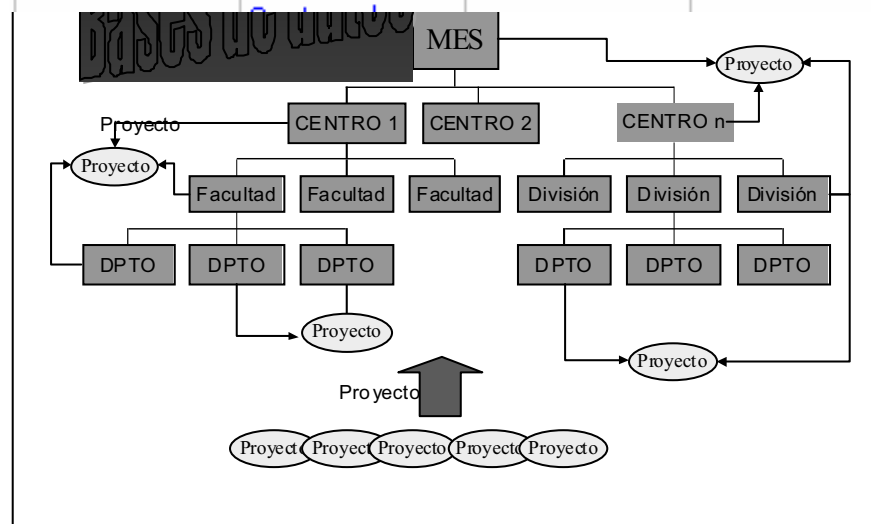 Bases de datos
MES
Proyecto
CENTRO 1
CENTRO 2
CENTRO n
Proyecto
Proyecto
Facultad
Facultad
Facultad
División
División
División
DPTO
DPTO
DPTO
DPTO
DPTO
DPTO
Proyecto
Proyecto
Proyecto
Proyecto
Proyecto
Proyecto
Proyecto
Proyecto